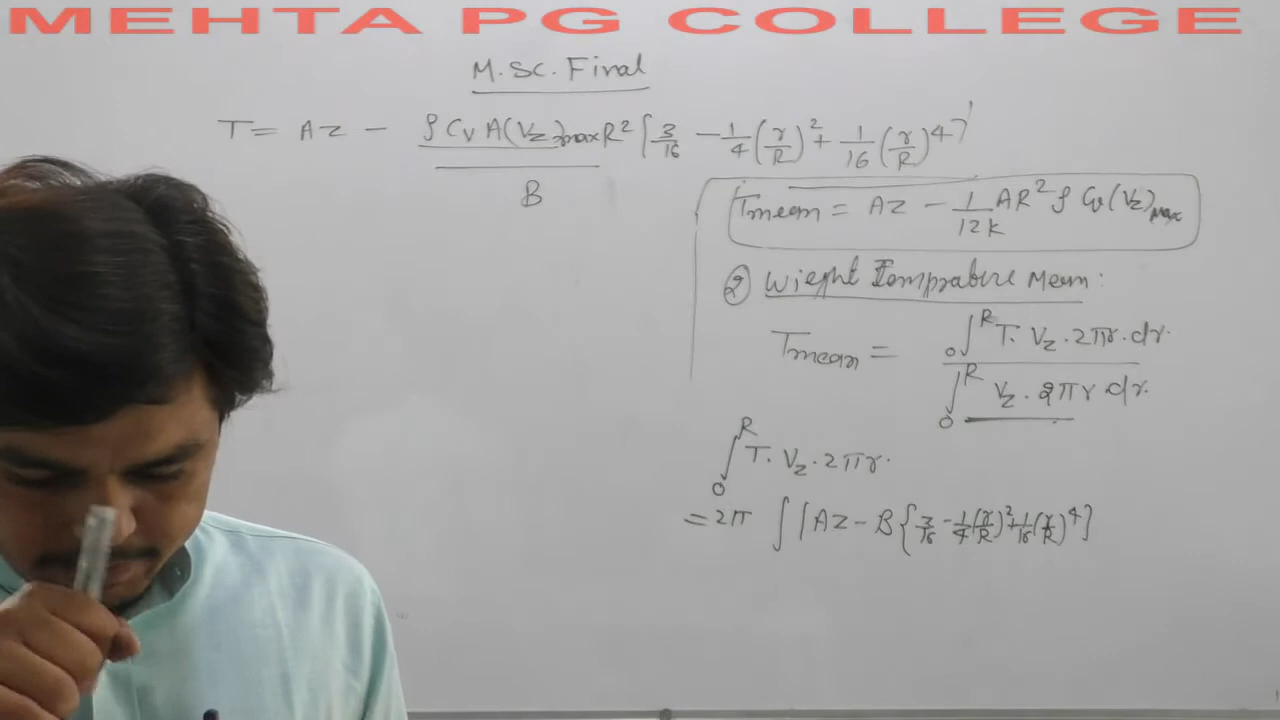 MEHTA PG COLLEGE
M.Sc. Final
T = AZ - ρ Cv A(Vz)max R² [3/16 - 1/4 (r/R)² + 1/16 (r/R)⁴]
B
Tmean = AZ - 1/12K AR² ρ Cv (Vz)max
② Wieght Temprature Mean:
Tmean = ∫₀ᴿ T. Vz . 2πr. dr. / ∫₀ᴿ Vz . 2πr dr.
∫₀ᴿ T. Vz . 2πr.
= 2π ∫ [AZ - B {3/16 - 1/4 (r/R)² + 1/16 (r/R)⁴}